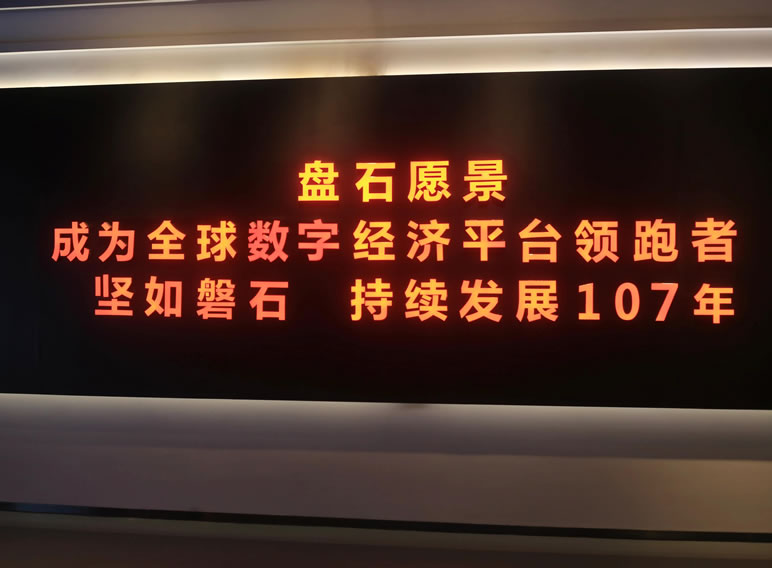 盘石愿景
成为全球数字经济平台领跑者
坚如磐石 持续发展107年